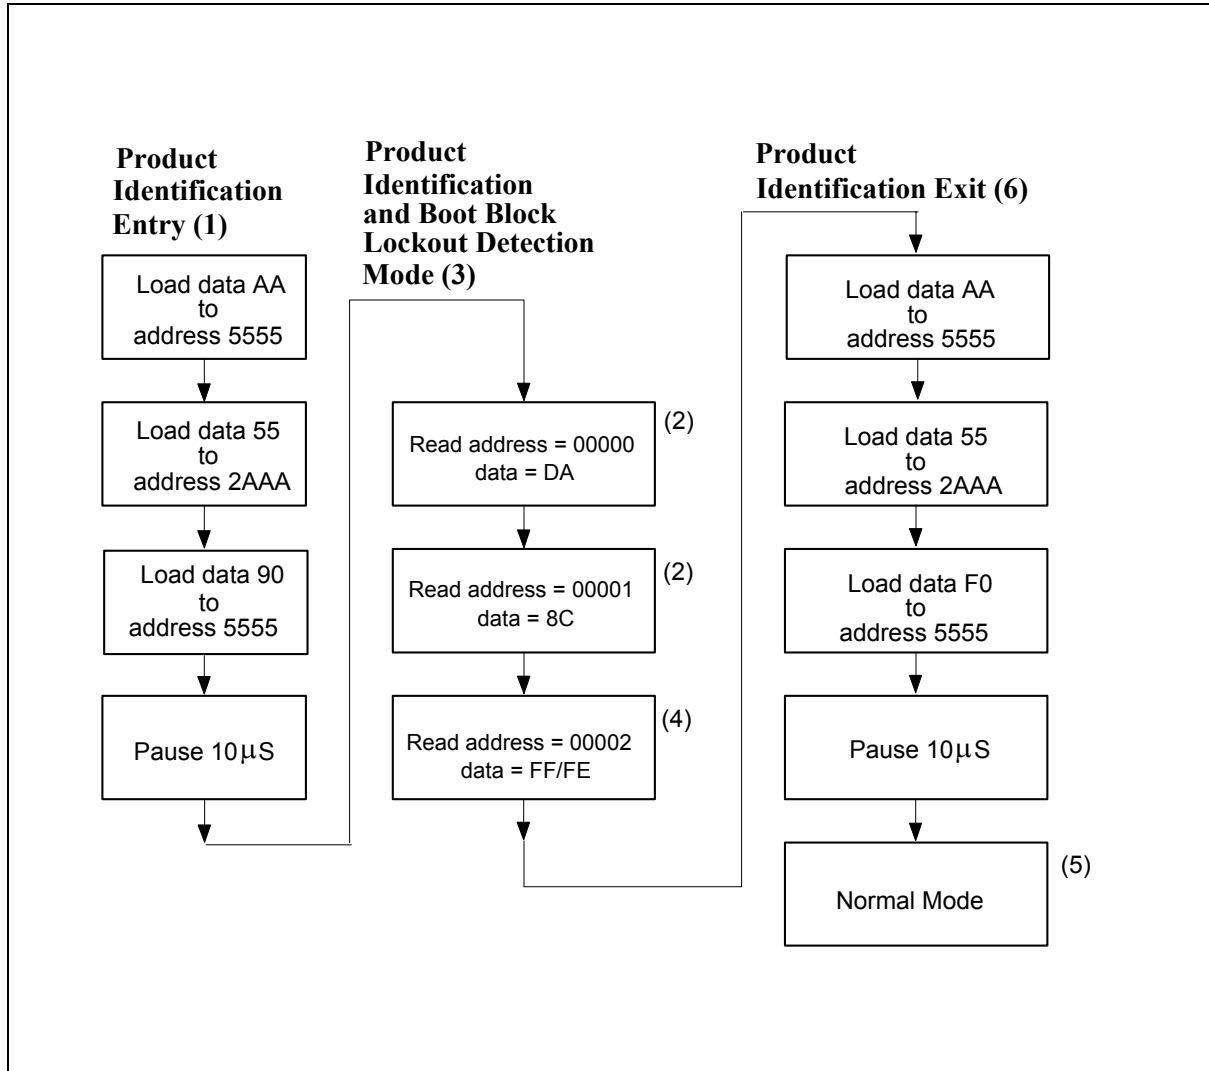 Product
Identification
Entry (1)
Load data AA
to
address 5555
Load data 55
to
address 2AAA
Load data 90
to
address 5555
Pause 10μS
Product
Identification
and Boot Block
Lockout Detection
Mode (3)
(2)
Read address = 00000
data = DA
(2)
Read address = 00001
data = 8C
(4)
Read address = 00002
data = FF/FE
Product
Identification Exit (6)
Load data AA
to
address 5555
Load data 55
to
address 2AAA
Load data F0
to
address 5555
Pause 10μS
(5)
Normal Mode